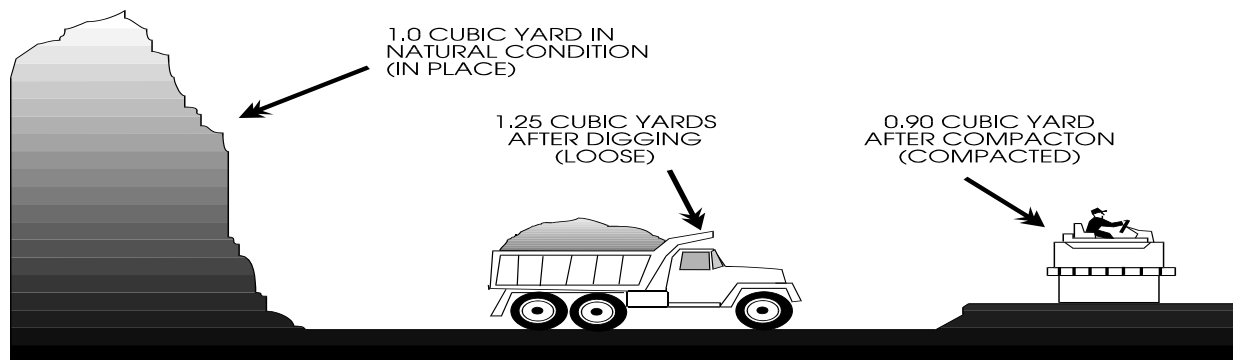 1.0 CUBIC YARD IN
NATURAL CONDITION
(IN PLACE)
1.25 CUBIC YARDS
AFTER DIGGING
(LOOSE)
0.90 CUBIC YARD
AFTER COMPACTON
(COMPACTED)